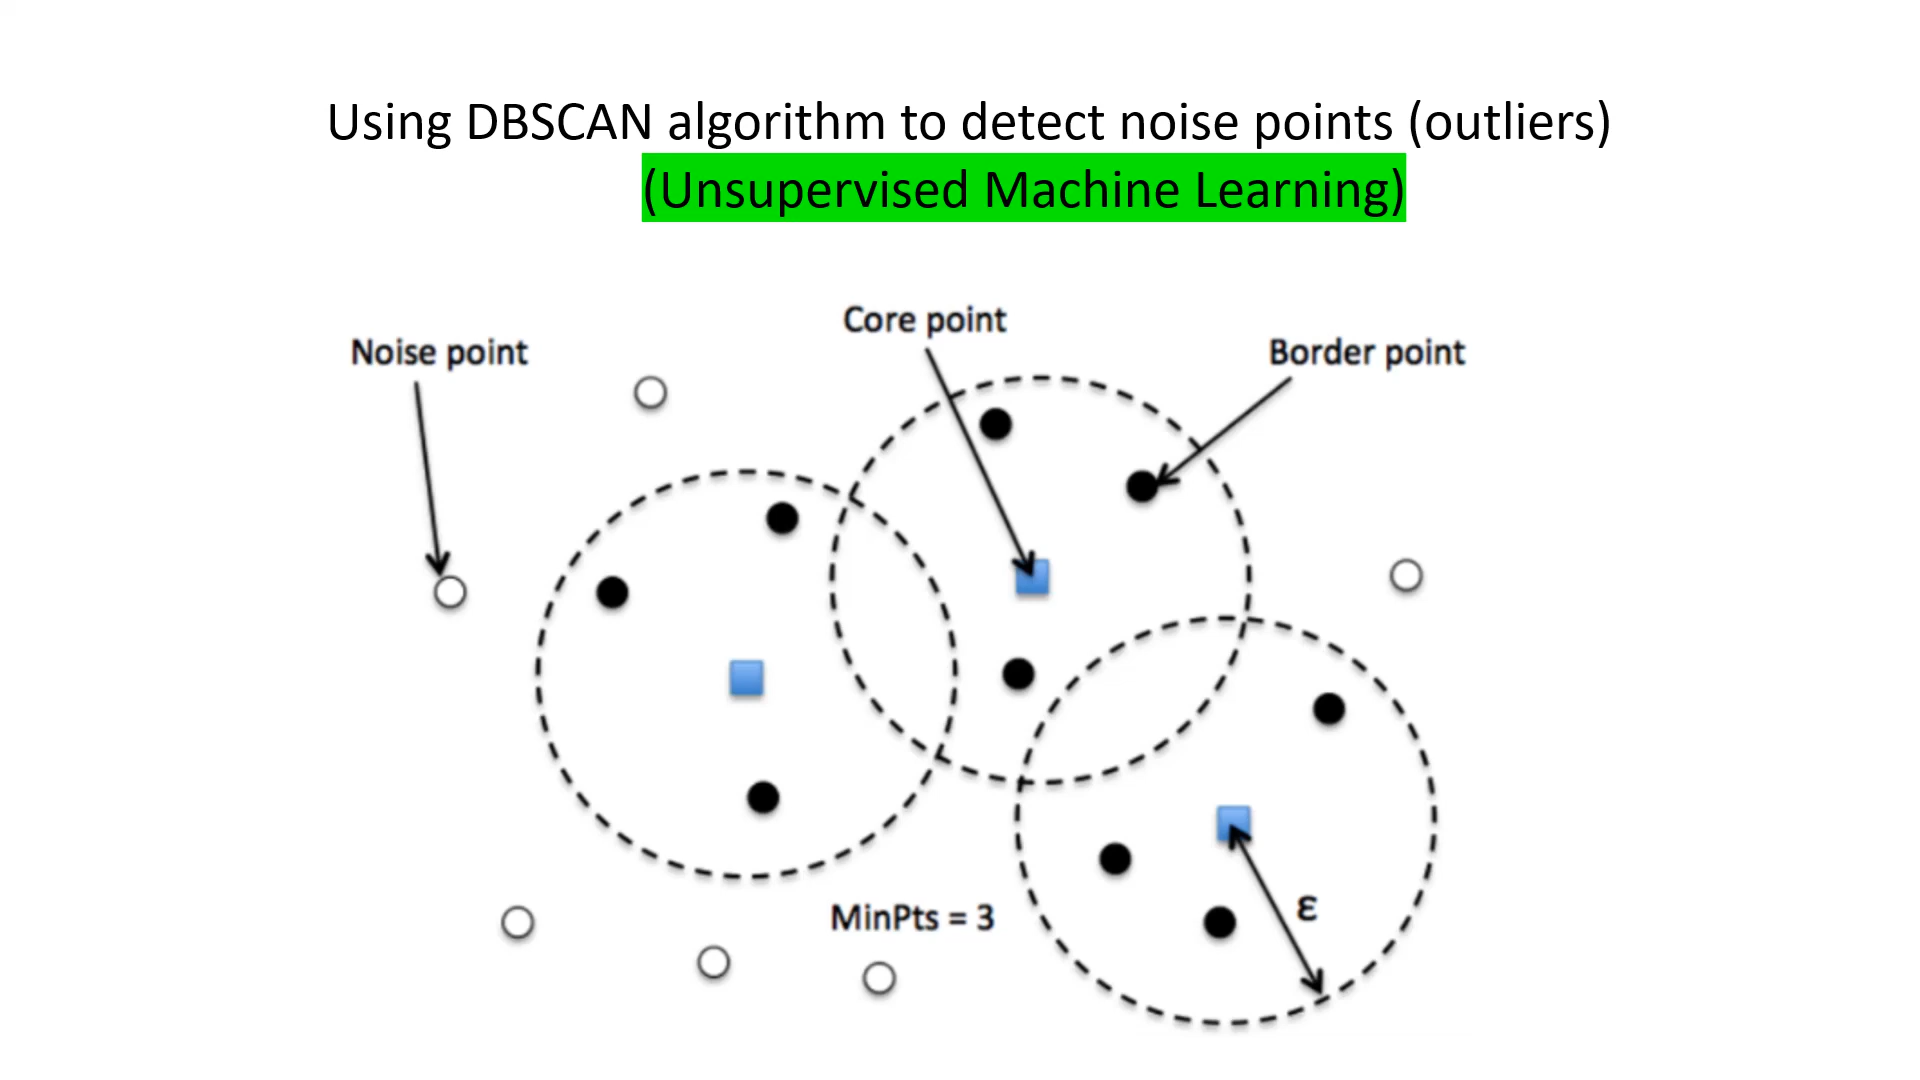 Using DBSCAN algorithm to detect noise points (outliers)
(Unsupervised Machine Learning)
Core point
Noise point
Border point
ε
MinPts = 3